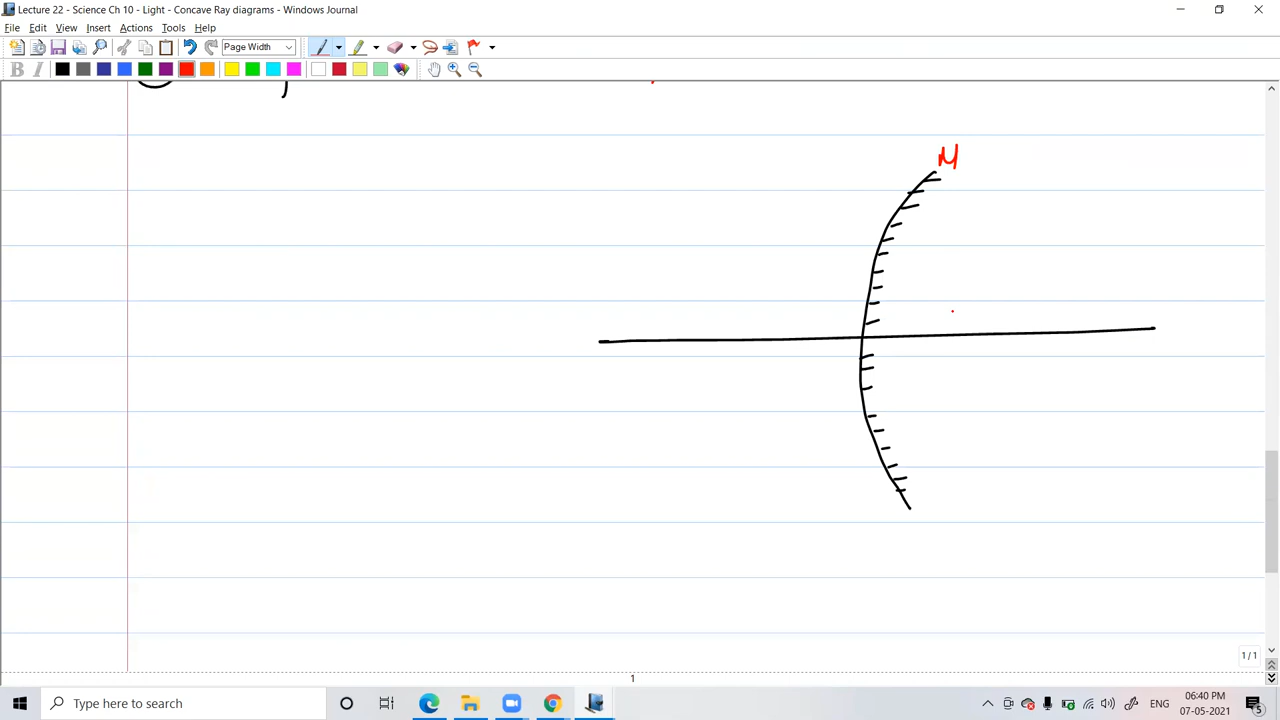 Lecture 22 - Science Ch 10 - Light - Concave Ray diagrams - Windows Journal
File Edit View Insert Actions Tools Help
Page Width
B I
M
1/1
1
Type here to search
ENG
06:40 PM
07-05-2021
5